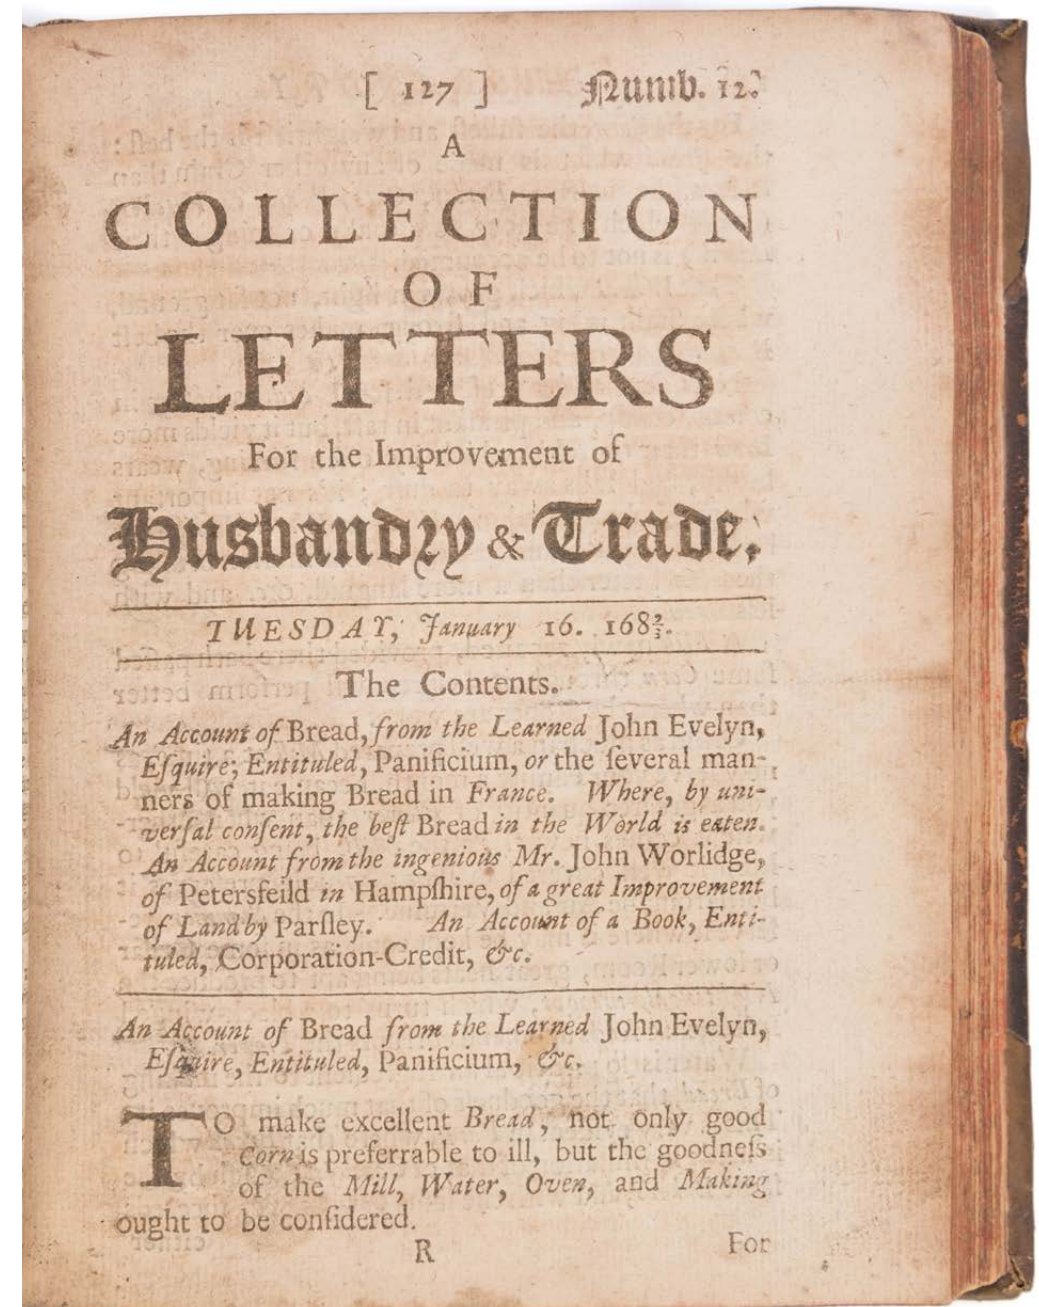 [ 127 ] Numb. 12.
A
COLLECTION
OF
LETTERS
For the Improvement of
Husbandry & Trade.
TUESDAY, January 16. 168⅔.
The Contents.
An Account of Bread, from the Learned John Evelyn,
Eſquire; Entituled, Panificium, or the ſeveral man-
ners of making Bread in France. Where, by uni-
verſal conſent, the beſt Bread in the World is eaten.
An Account from the ingenious Mr. John Worlidge,
of Petersfeild in Hampſhire, of a great Improvement
of Land by Parſley. An Account of a Book, Enti-
tuled, Corporation-Credit, &c.
An Account of Bread from the Learned John Evelyn,
Eſquire, Entituled, Panificium, &c.
TO make excellent Bread, not only good
Corn is preferrable to ill, but the goodneſs
of the Mill, Water, Oven, and Making
ought to be conſidered.
R For